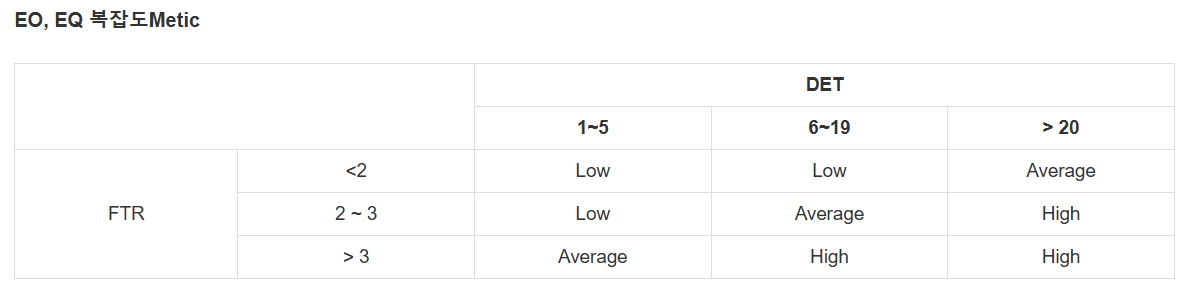 EO, EQ 복잡도Metic
DET
1~5 6~19 > 20
<2 Low Low Average
FTR 2 ~ 3 Low Average High
> 3 Average High High